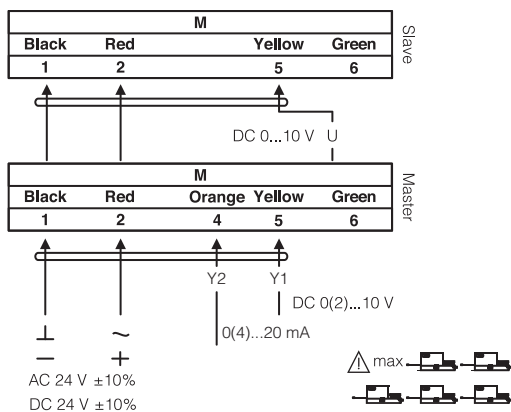 M
Black Red Yellow Green
1 2 5 6
Slave
DC 0...10 V U
M
Black Red Orange Yellow Green
1 2 4 5 6
Master
Y2 Y1
DC 0(2)...10 V
0(4)...20 mA
⊥ ~
– +
AC 24 V ±10%
DC 24 V ±10%
⚠ max